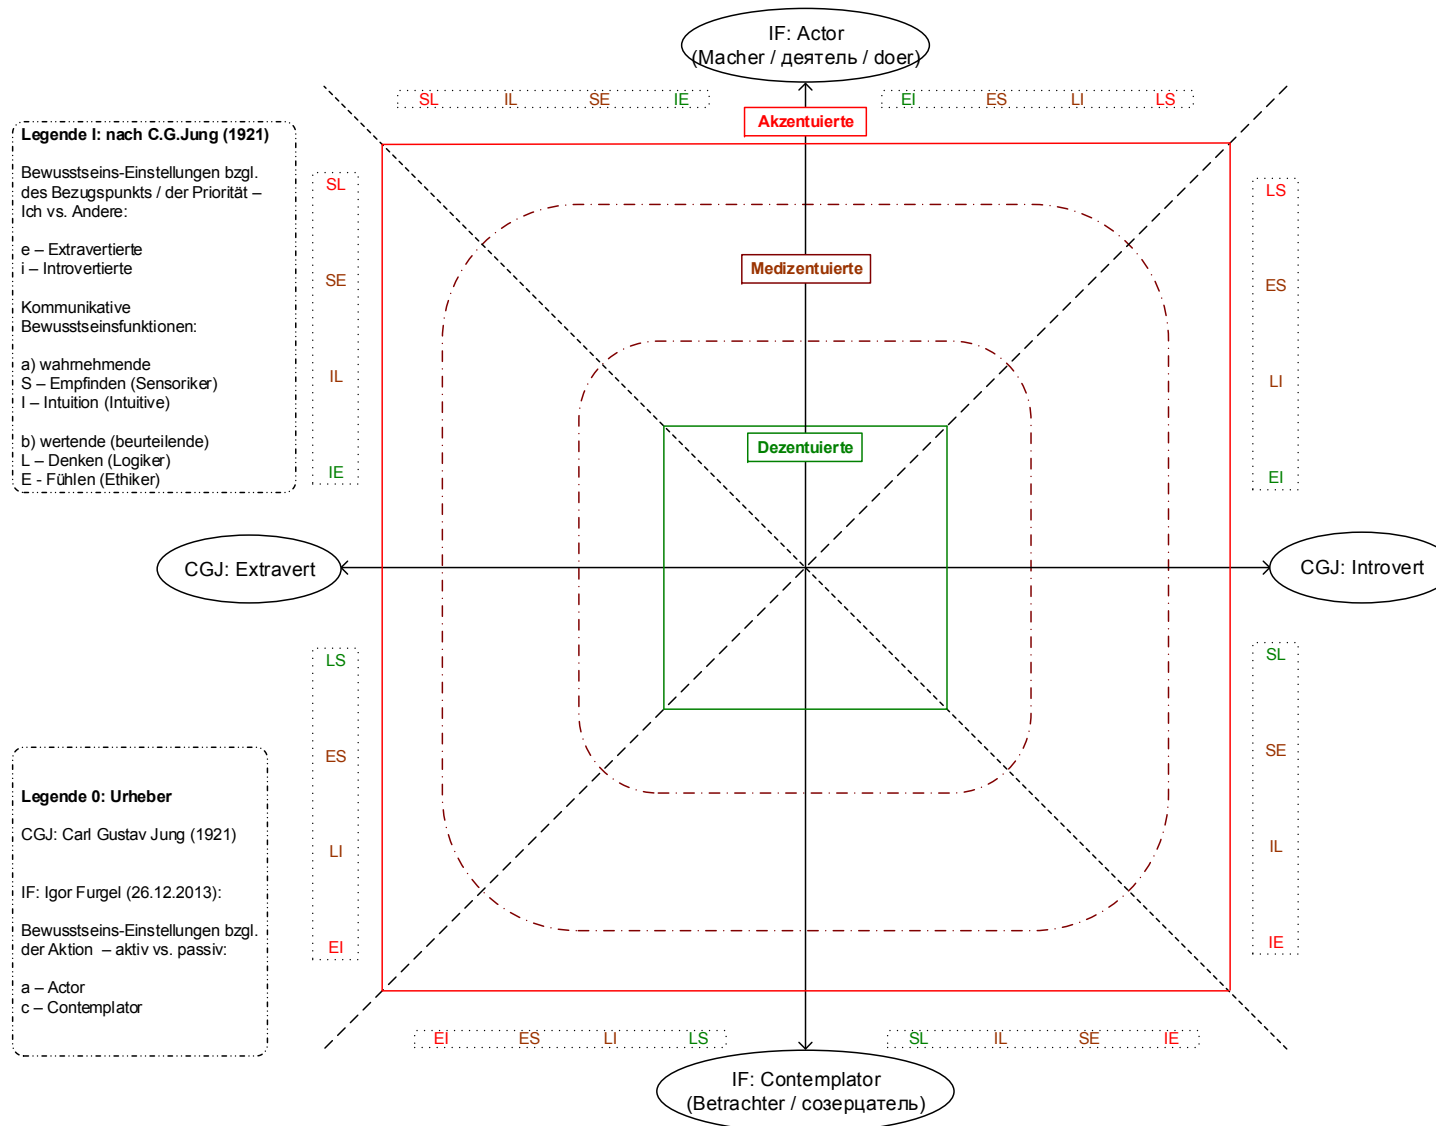 IF: Actor
(Macher / деятель / doer)
SL IL SE IE
EI ES LI LS
Akzentuierte
Legende I: nach C.G.Jung (1921)
Bewusstseins-Einstellungen bzgl.
des Bezugspunkts / der Priorität –
Ich vs. Andere:
e – Extravertierte
i – Introvertierte
Kommunikative
Bewusstseinsfunktionen:
a) wahrnehmende
S – Empfinden (Sensoriker)
I – Intuition (Intuitive)
b) wertende (beurteilende)
L – Denken (Logiker)
E - Fühlen (Ethiker)
SL
SE
IL
IE
Medizentuierte
Dezentuierte
LS
ES
LI
EI
CGJ: Extravert
CGJ: Introvert
LS
ES
LI
EI
SL
SE
IL
IE
Legende 0: Urheber
CGJ: Carl Gustav Jung (1921)
IF: Igor Furgel (26.12.2013):
Bewusstseins-Einstellungen bzgl.
der Aktion – aktiv vs. passiv:
a – Actor
c – Contemplator
EI ES LI LS
SL IL SE IE
IF: Contemplator
(Betrachter / созерцатель)